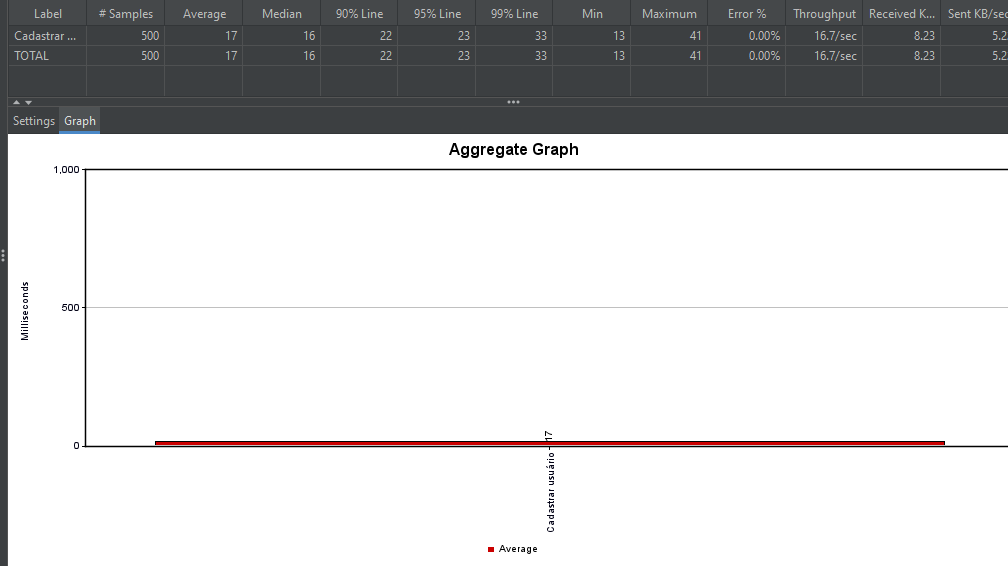 Label # Samples Average Median 90% Line 95% Line 99% Line Min Maximum Error % Throughput Received K... Sent KB/sec
Cadastrar ... 500 17 16 22 23 33 13 41 0.00% 16.7/sec 8.23 5.2
TOTAL 500 17 16 22 23 33 13 41 0.00% 16.7/sec 8.23 5.2
Settings Graph
Aggregate Graph
1,000
500
0
Milliseconds
Cadastrar usuário - 17
Average